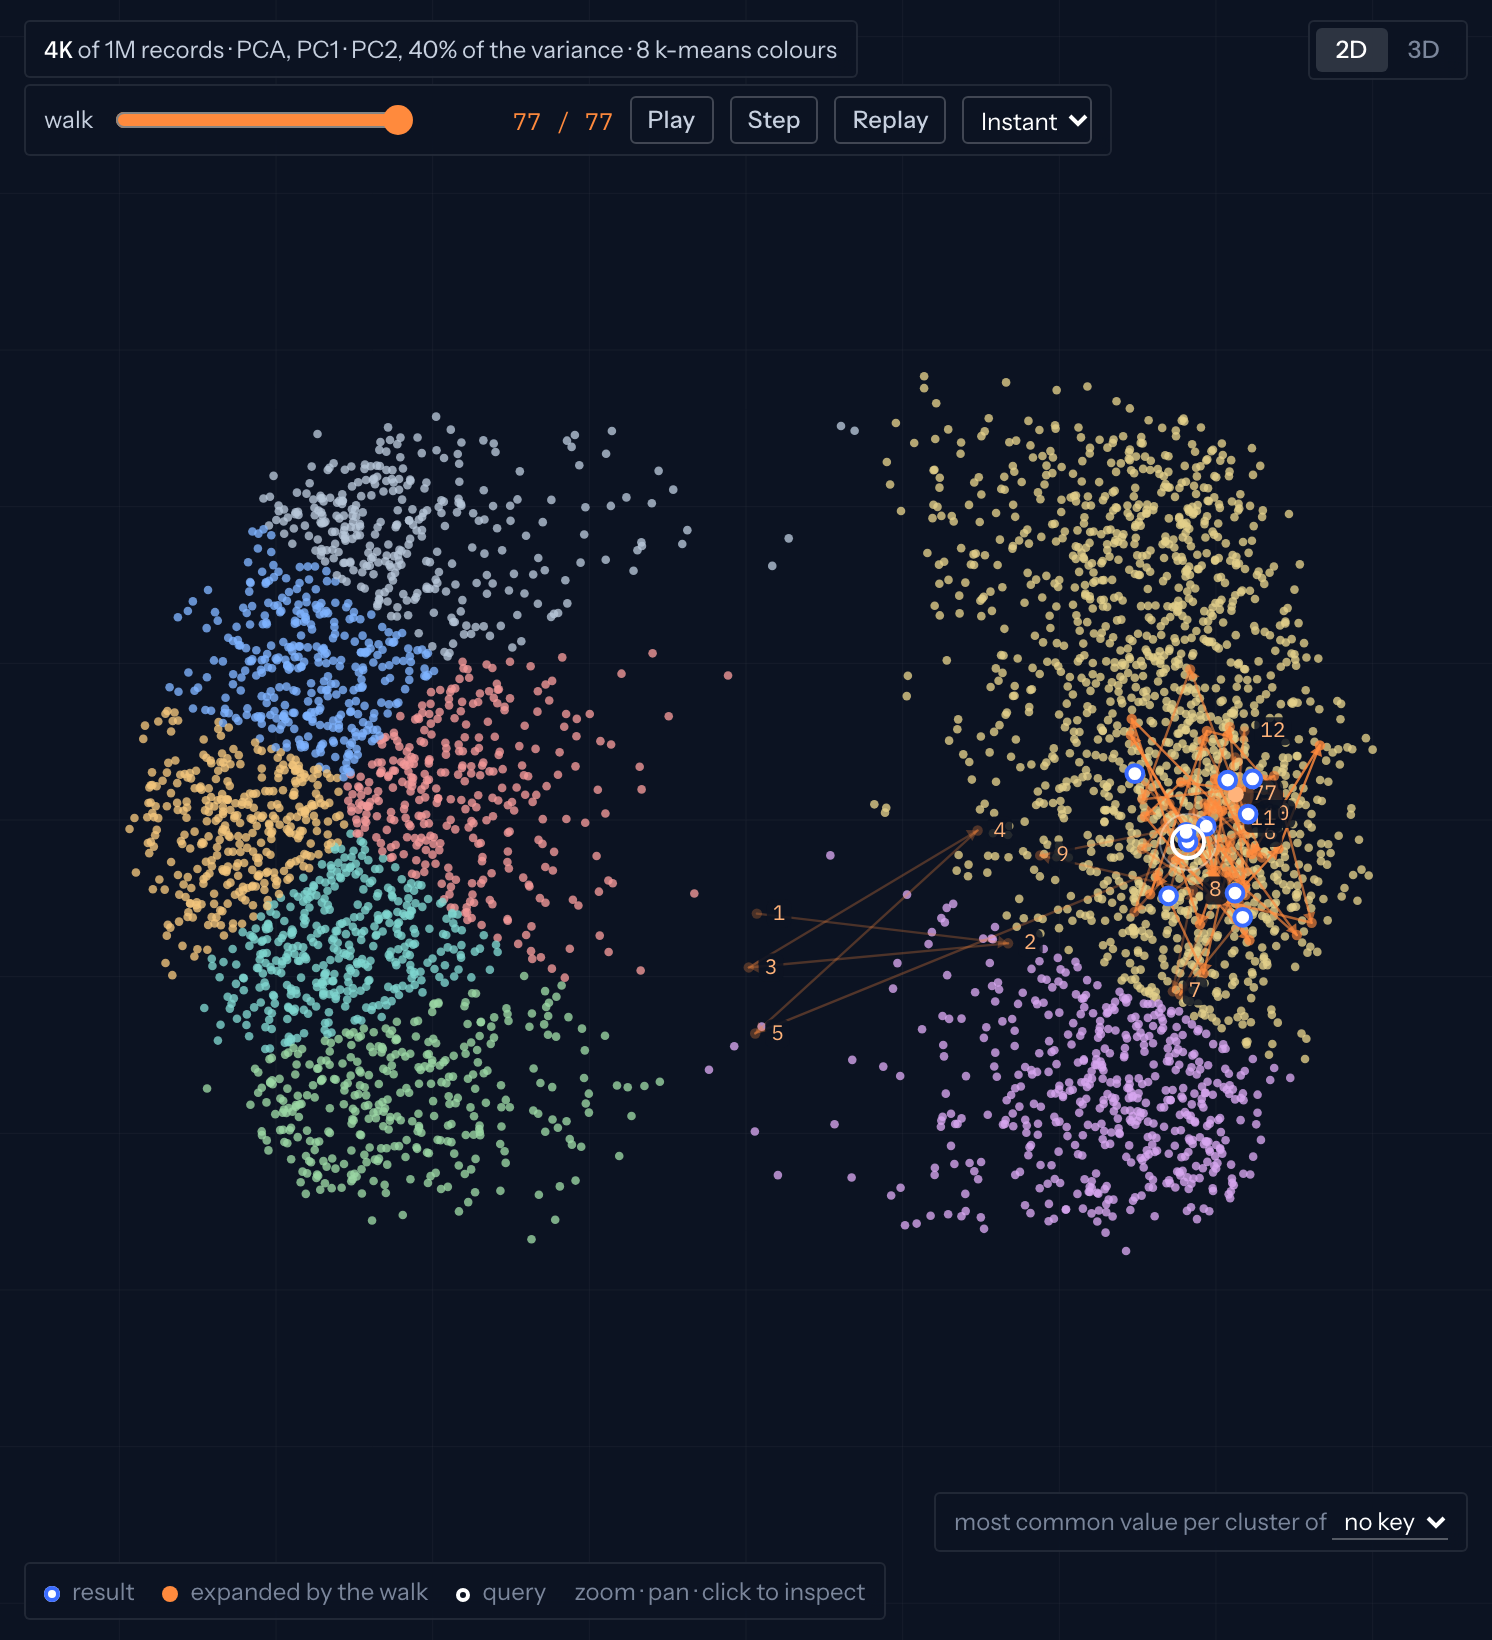 4K of 1M records · PCA, PC1 · PC2, 40% of the variance · 8 k-means colours
2D 3D
walk 77 / 77 Play Step Replay Instant
12
77
11
4
9
8
1
2
3
7
5
most common value per cluster of no key
result expanded by the walk query zoom · pan · click to inspect